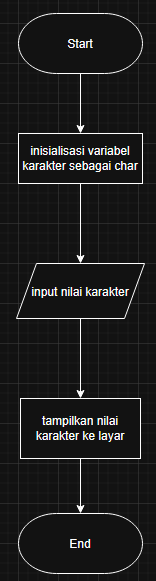 Start
inisialisasi variabel
karakter sebagai char
input nilai karakter
tampilkan nilai
karakter ke layar
End